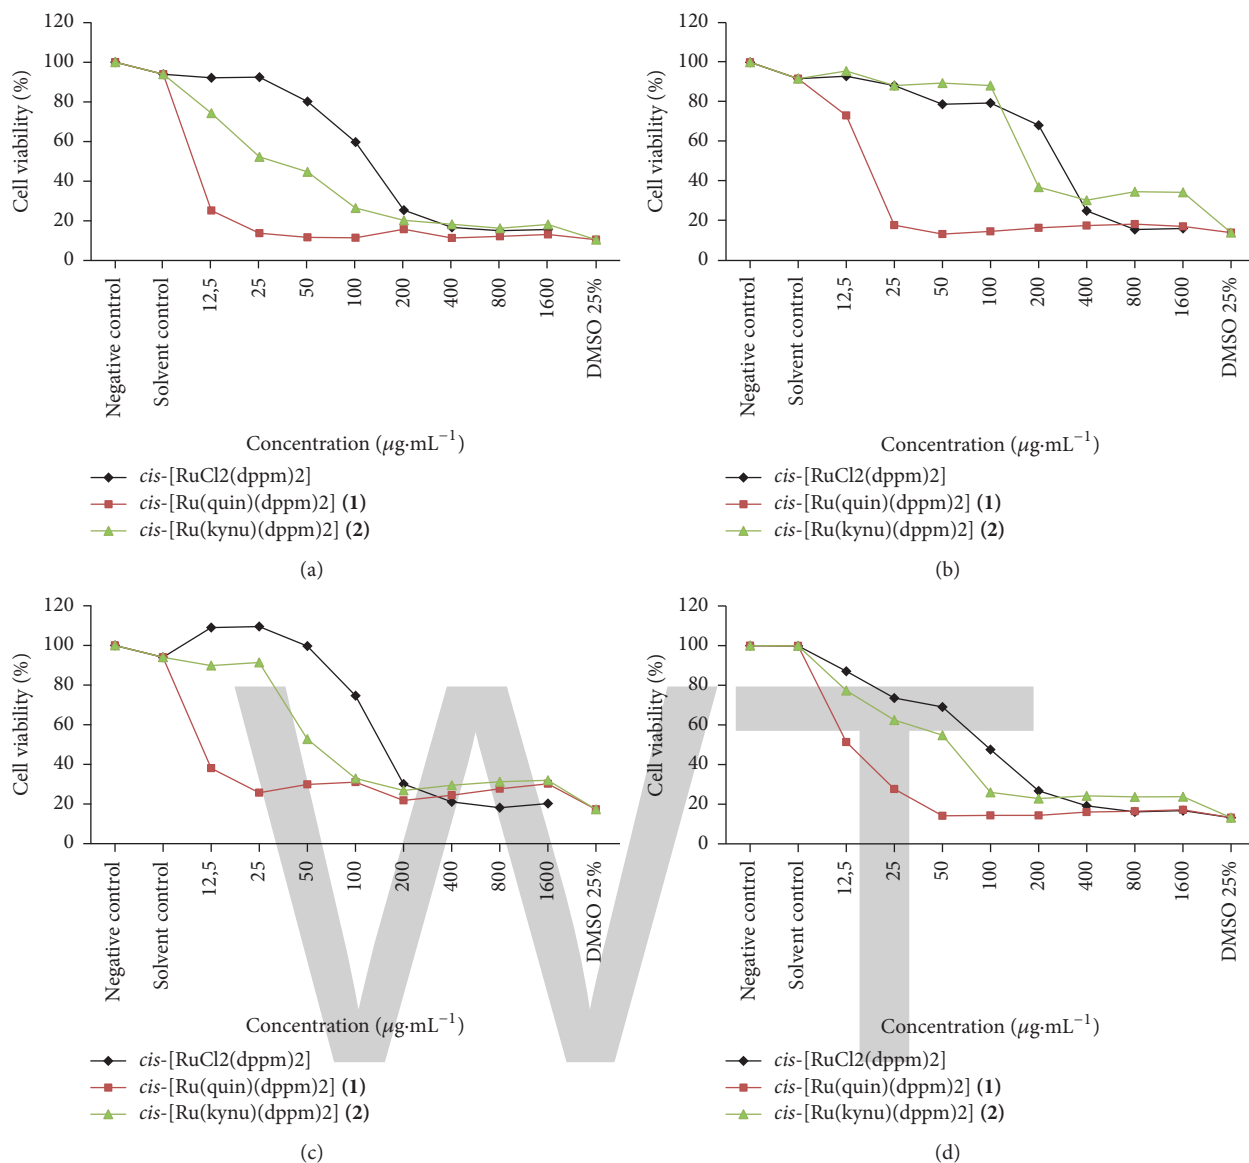 120
100
80
60
40
20
0
Cell viability (%)
Negative control
Solvent control
12,5
25
50
100
200
400
800
1600
DMSO 25%
Concentration (μg·mL⁻¹)
cis-[RuCl2(dppm)2]
cis-[Ru(quin)(dppm)2] (1)
cis-[Ru(kynu)(dppm)2] (2)
(a)
120
100
80
60
40
20
0
Cell viability (%)
Negative control
Solvent control
12,5
25
50
100
200
400
800
1600
DMSO 25%
Concentration (μg·mL⁻¹)
cis-[RuCl2(dppm)2]
cis-[Ru(quin)(dppm)2] (1)
cis-[Ru(kynu)(dppm)2] (2)
(b)
120
100
80
60
40
20
0
Cell viability (%)
Negative control
Solvent control
12,5
25
50
100
200
400
800
1600
DMSO 25%
Concentration (μg·mL⁻¹)
cis-[RuCl2(dppm)2]
cis-[Ru(quin)(dppm)2] (1)
cis-[Ru(kynu)(dppm)2] (2)
(c)
120
100
80
60
40
20
0
Cell viability (%)
Negative control
Solvent control
12,5
25
50
100
200
400
800
1600
DMSO 25%
Concentration (μg·mL⁻¹)
cis-[RuCl2(dppm)2]
cis-[Ru(quin)(dppm)2] (1)
cis-[Ru(kynu)(dppm)2] (2)
(d)
WT